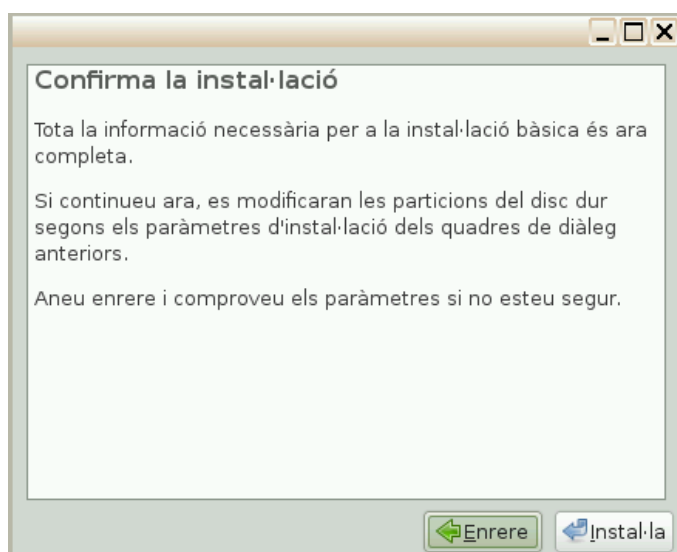 Confirma la instal·lació
Tota la informació necessària per a la instal·lació bàsica és ara
completa.
Si continueu ara, es modificaran les particions del disc dur
segons els paràmetres d'instal·lació dels quadres de diàleg
anteriors.
Aneu enrere i comproveu els paràmetres si no esteu segur.
Enrere
Instal·la